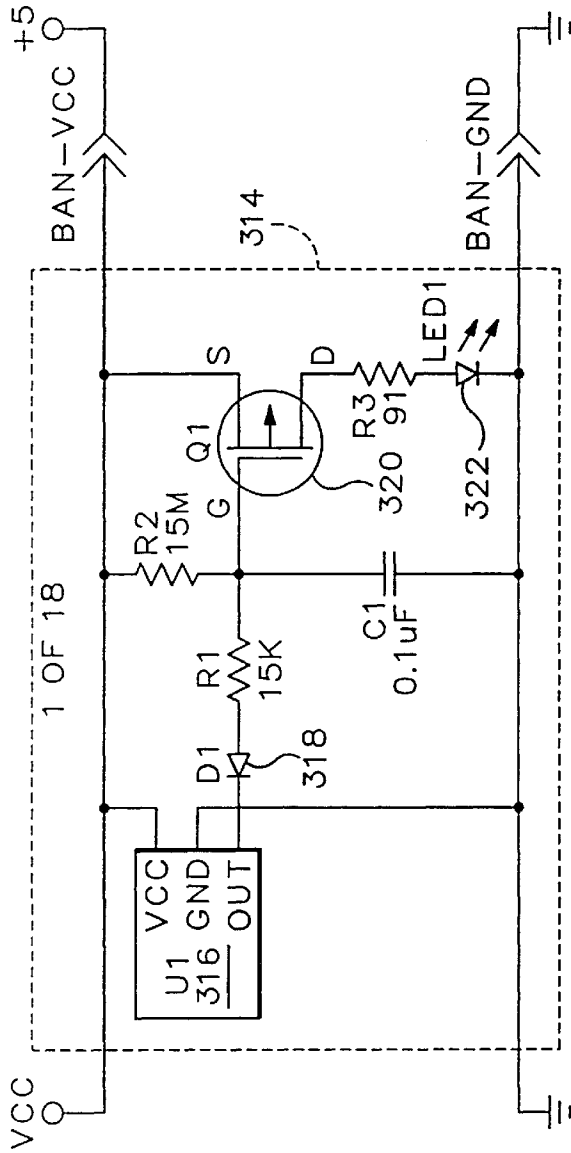 VCC
+5
BAN-VCC
1 OF 18
314
R2
15M
Q1
S
G
D
U1
316
VCC
GND
OUT
D1
318
R1
15K
320
R3
91
LED1
322
C1
0.1uF
BAN-GND